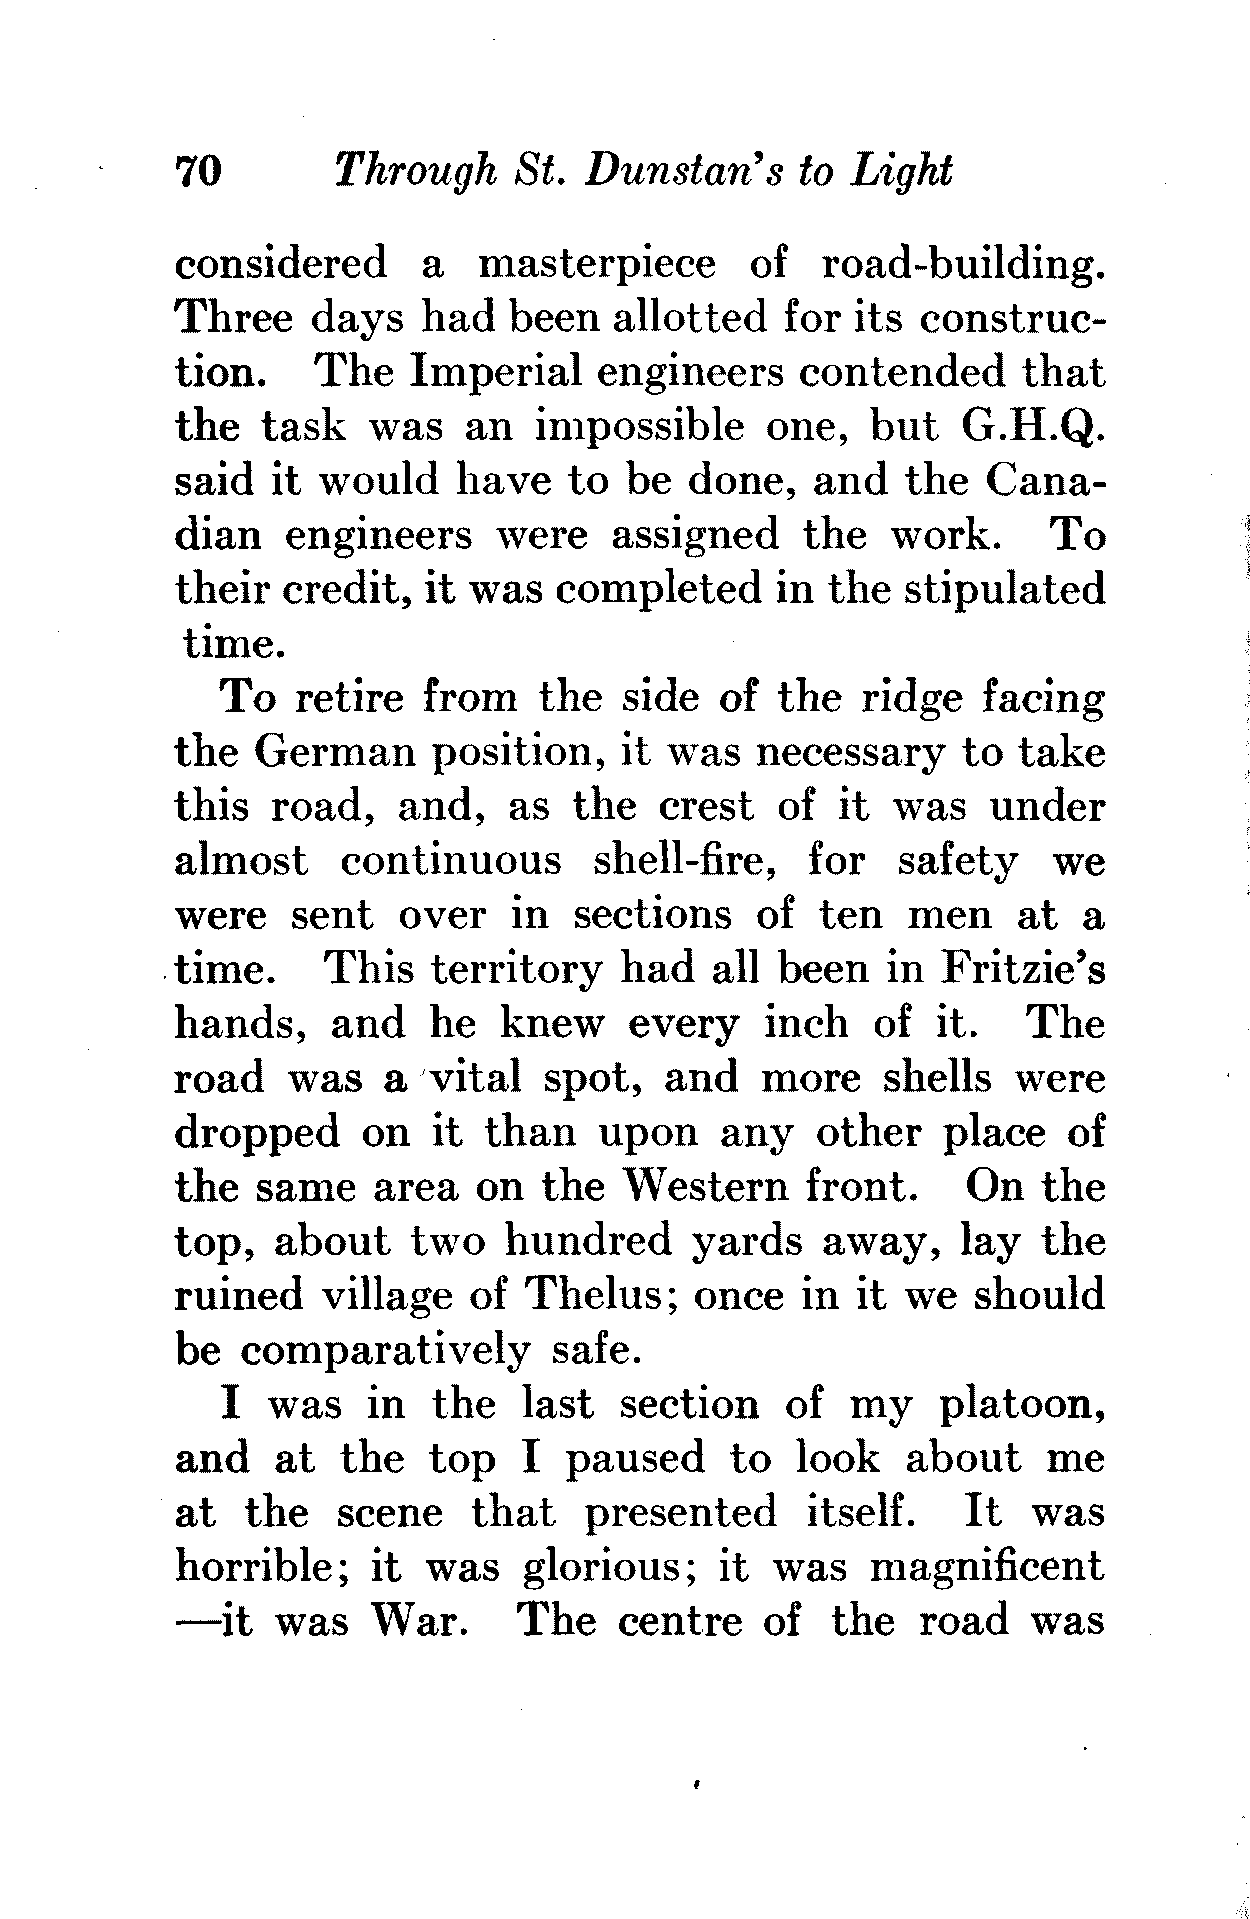 70 Through St. Dunstan's to Light
considered a masterpiece of road-building.
Three days had been allotted for its construc-
tion. The Imperial engineers contended that
the task was an impossible one, but G.H.Q.
said it would have to be done, and the Cana-
dian engineers were assigned the work. To
their credit, it was completed in the stipulated
time.
To retire from the side of the ridge facing
the German position, it was necessary to take
this road, and, as the crest of it was under
almost continuous shell-fire, for safety we
were sent over in sections of ten men at a
time. This territory had all been in Fritzie's
hands, and he knew every inch of it. The
road was a vital spot, and more shells were
dropped on it than upon any other place of
the same area on the Western front. On the
top, about two hundred yards away, lay the
ruined village of Thelus; once in it we should
be comparatively safe.
I was in the last section of my platoon,
and at the top I paused to look about me
at the scene that presented itself. It was
horrible; it was glorious; it was magnificent
—it was War. The centre of the road was